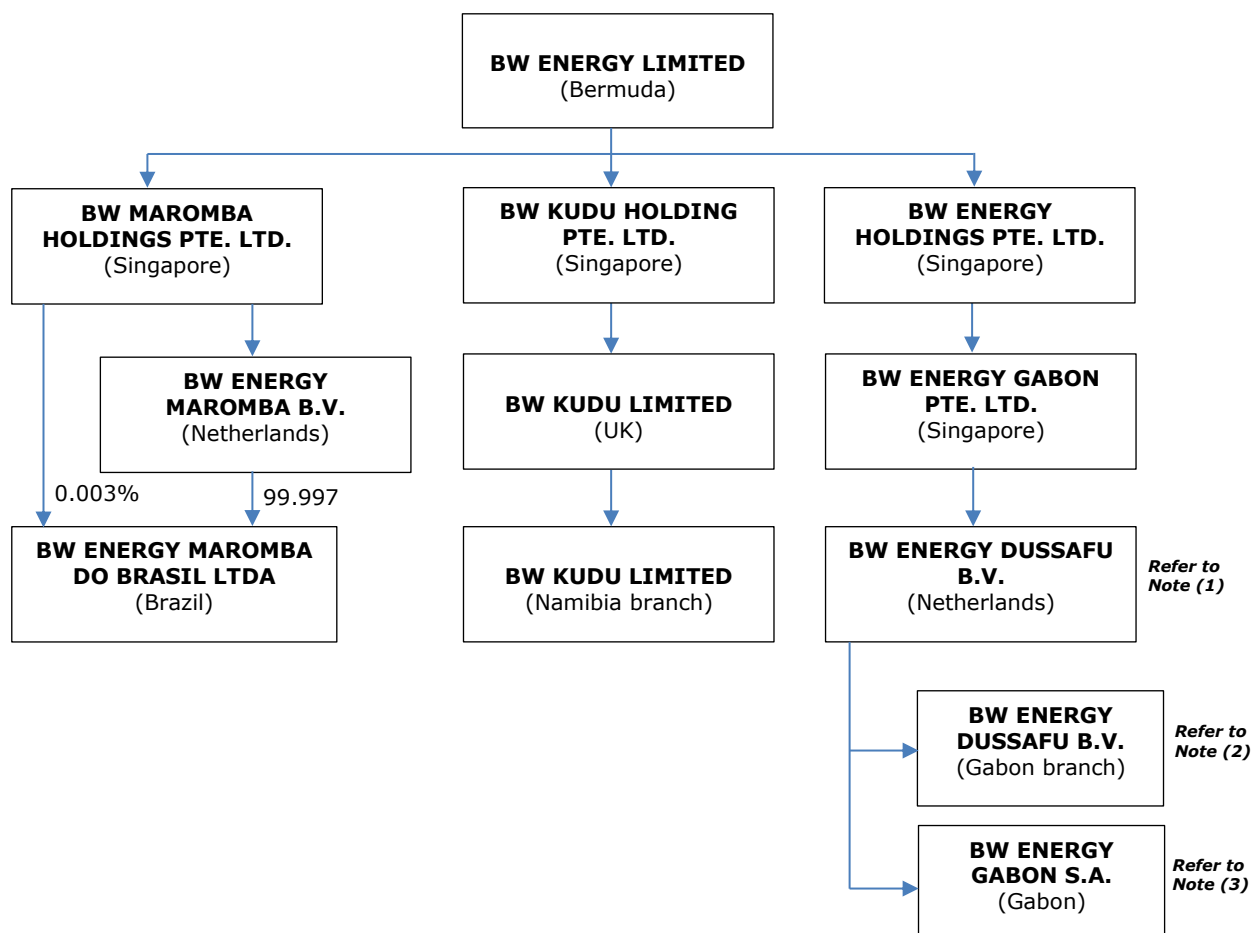 BW ENERGY LIMITED
(Bermuda)
BW MAROMBA
HOLDINGS PTE. LTD.
(Singapore)
BW KUDU HOLDING
PTE. LTD.
(Singapore)
BW ENERGY
HOLDINGS PTE. LTD.
(Singapore)
BW ENERGY
MAROMBA B.V.
(Netherlands)
BW KUDU LIMITED
(UK)
BW ENERGY GABON
PTE. LTD.
(Singapore)
0.003%
99.997
BW ENERGY MAROMBA
DO BRASIL LTDA
(Brazil)
BW KUDU LIMITED
(Namibia branch)
BW ENERGY DUSSAFU
B.V.
(Netherlands)
Refer to
Note (1)
BW ENERGY
DUSSAFU B.V.
(Gabon branch)
Refer to
Note (2)
BW ENERGY
GABON S.A.
(Gabon)
Refer to
Note (3)